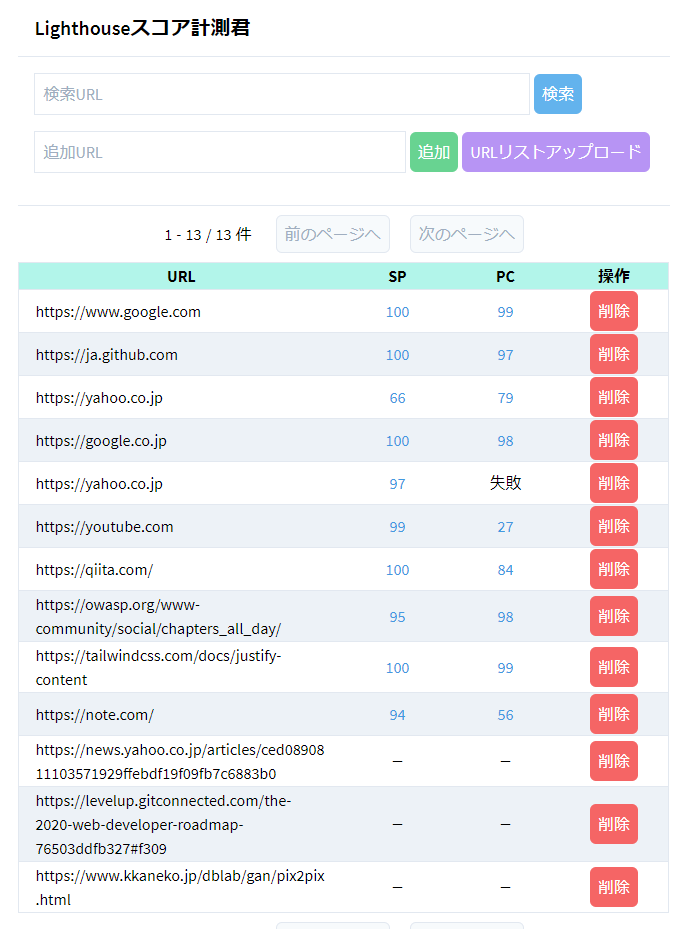 Lighthouseスコア計測君
検索URL 検索
追加URL 追加 URLリストアップロード
1 - 13 / 13 件 前のページへ 次のページへ
URL SP PC 操作
https://www.google.com 100 99 削除
https://ja.github.com 100 97 削除
https://yahoo.co.jp 66 79 削除
https://google.co.jp 100 98 削除
https://yahoo.co.jp 97 失敗 削除
https://youtube.com 99 27 削除
https://qiita.com/ 100 84 削除
https://owasp.org/www-
community/social/chapters_all_day/ 95 98 削除
https://tailwindcss.com/docs/justify-
content 100 99 削除
https://note.com/ 94 56 削除
https://news.yahoo.co.jp/articles/ced08908
11103571929ffebdf19f09fb7c6883b0 – – 削除
https://levelup.gitconnected.com/the-
2020-web-developer-roadmap-
76503ddfb327#f309 – – 削除
https://www.kkaneko.jp/dblab/gan/pix2pix
.html – – 削除